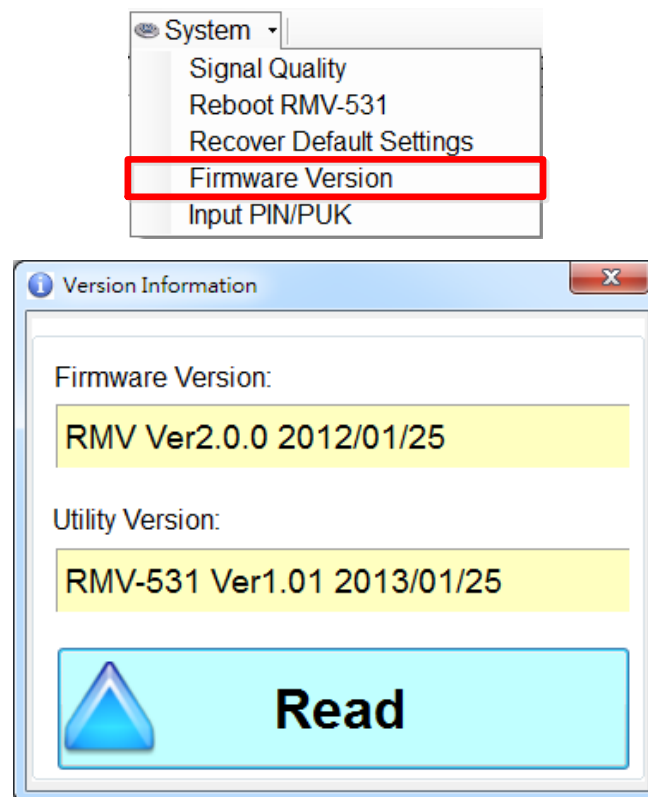 System
Signal Quality
Reboot RMV-531
Recover Default Settings
Firmware Version
Input PIN/PUK
Version Information
Firmware Version:
RMV Ver2.0.0 2012/01/25
Utility Version:
RMV-531 Ver1.01 2013/01/25
Read